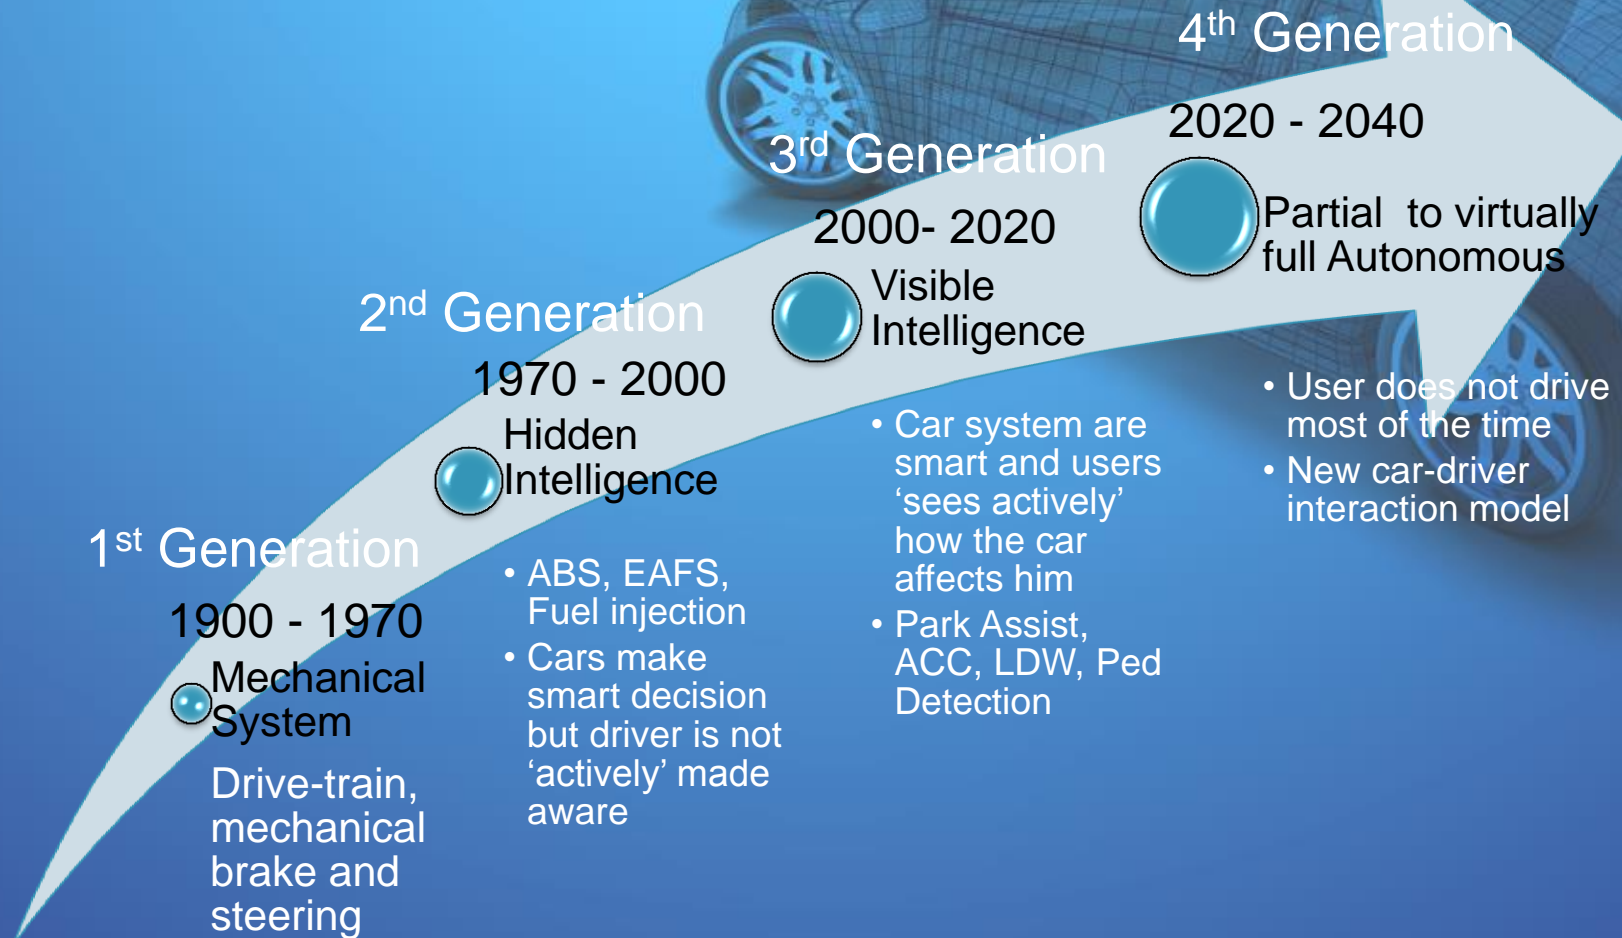 1st Generation
1900 - 1970
Mechanical
System
Drive-train,
mechanical
brake and
steering
2nd Generation
1970 - 2000
Hidden
Intelligence
• ABS, EAFS,
Fuel injection
• Cars make
smart decision
but driver is not
‘actively’ made
aware
3rd Generation
2000- 2020
Visible
Intelligence
• Car system are
smart and users
‘sees actively’
how the car
affects him
• Park Assist,
ACC, LDW, Ped
Detection
4th Generation
2020 - 2040
Partial to virtually
full Autonomous
• User does not drive
most of the time
• New car-driver
interaction model